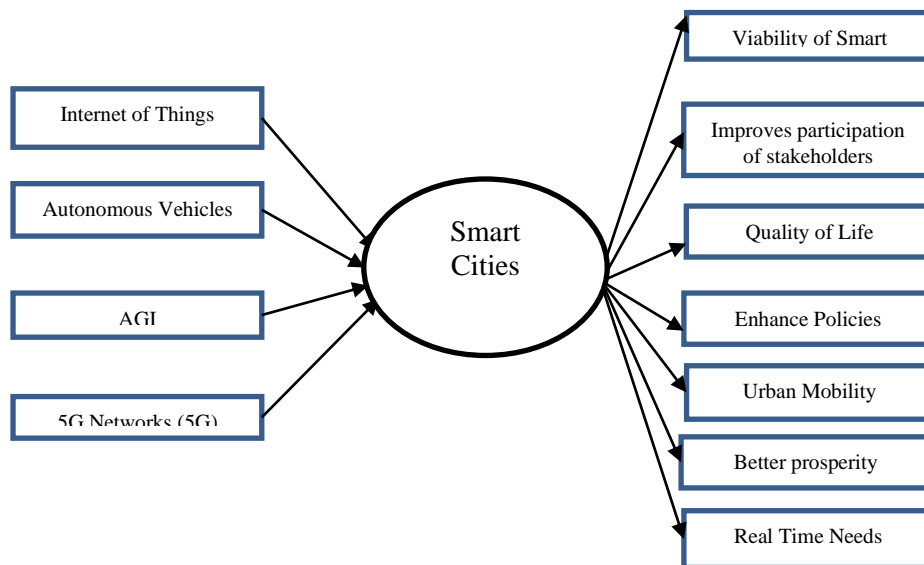 Internet of Things
Autonomous Vehicles
AGI
5G Networks (5G)
Smart
Cities
Viability of Smart
Improves participation
of stakeholders
Quality of Life
Enhance Policies
Urban Mobility
Better prosperity
Real Time Needs